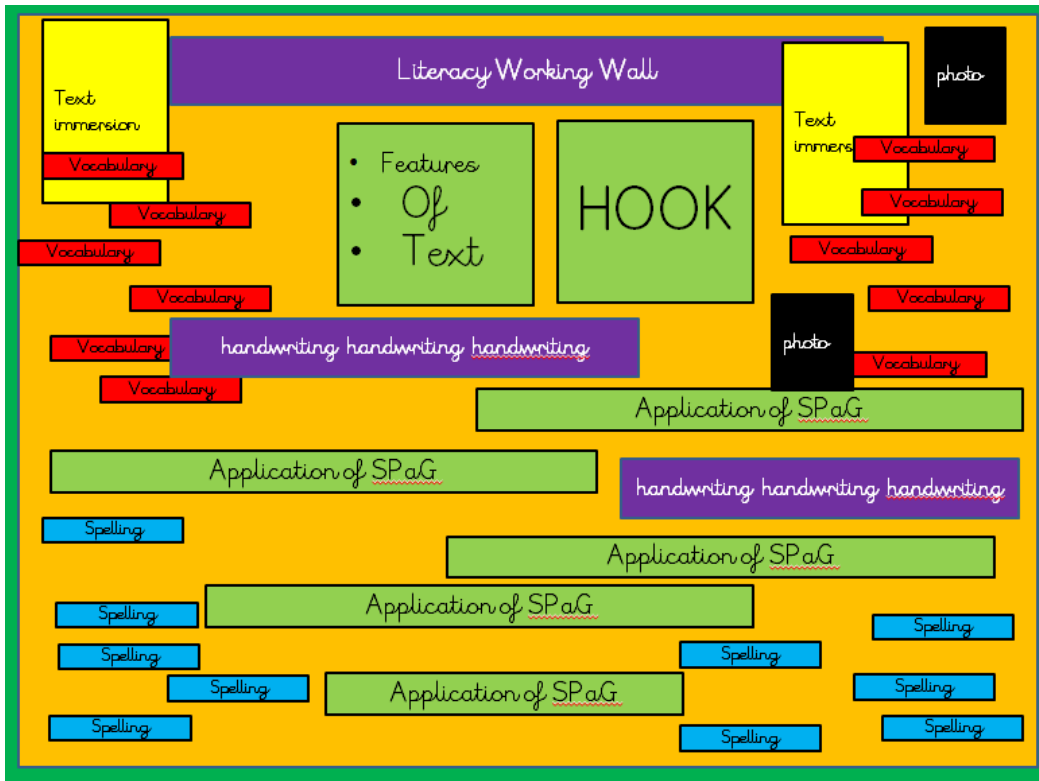 Literacy Working Wall
photo
Text
immersion
Text
immers
• Features
• Of
• Text
HOOK
Vocabulary
Vocabulary
Vocabulary
Vocabulary
Vocabulary
Vocabulary
Vocabulary
Vocabulary
Vocabulary
Vocabulary
Vocabulary
handwriting handwriting handwriting
photo
Application of SPaG
Application of SPaG
handwriting handwriting handwriting
Spelling
Application of SPaG
Application of SPaG
Spelling
Spelling
Spelling
Spelling
Spelling
Application of SPaG
Spelling
Spelling
Spelling
Spelling